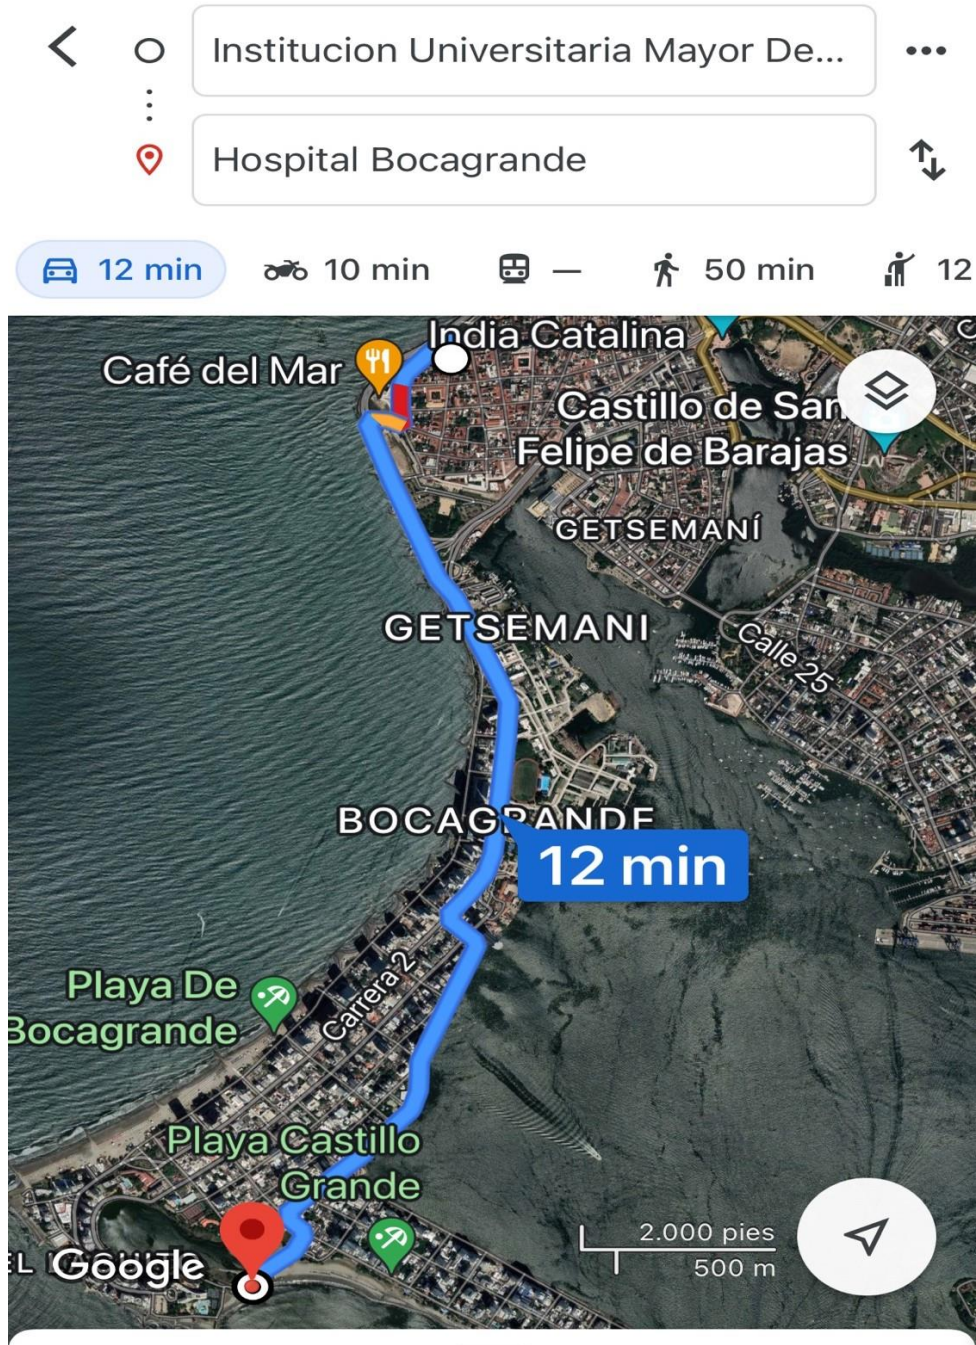 Institucion Universitaria Mayor De...
Hospital Bocagrande
12 min
10 min
—
50 min
12
India Catalina
Café del Mar
Castillo de San
Felipe de Barajas
GETSEMANÍ
GETSEMANI
Calle 25
BOCAGRANDE
12 min
Playa De
Bocagrande
Carrera 2
Playa Castillo
Grande
2.000 pies
500 m
Google